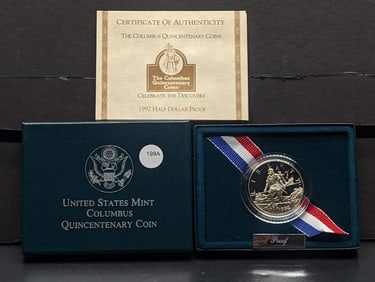 CERTIFICATE OF AUTHENTICITY
THE COLUMBUS QUINCENTENARY COINS
The Columbus
Quincentenary
Coins
CELEBRATE THE DISCOVERY
1992 HALF DOLLAR PROOF
199A
UNITED STATES MINT
COLUMBUS
QUINCENTENARY COIN
Proof